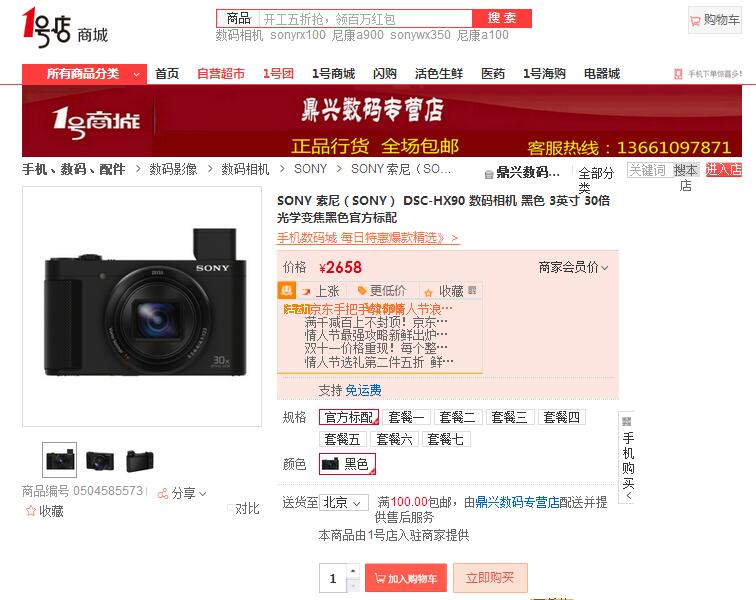 1号店 商城
商品 开工五折抢，领百万红包 搜 索
数码相机 sonyrx100 尼康a900 sonywx350 尼康a100
购物车
所有商品分类 首页 自营超市 1号团 1号商城 闪购 活色生鲜 医药 1号海购 电器城 手机下单惊喜多!
1号商城 鼎兴数码专营店
正品行货 全场包邮 客服热线：13661097871
手机、数码、配件 > 数码影像 > 数码相机 > SONY > SONY 索尼（SO... 鼎兴数码... 全部分类 关键词 搜本店 进入店
SONY 索尼（SONY） DSC-HX90 数码相机 黑色 3英寸 30倍
光学变焦黑色官方标配
手机数码城 每日特惠爆款精选》 >
价格 ¥2658 商家会员价
惠 上涨 更低价 收藏
活动 京东手把手
情人节浪…
满千减百上不封顶！京东…
情人节最强攻略新鲜出炉…
双十一价格重现！每个整…
情人节选礼第二件五折 鲜…
支持 免运费
规格 官方标配 套餐一 套餐二 套餐三 套餐四
套餐五 套餐六 套餐七
颜色 黑色
手机购买
SONY
30x
商品编号 0504585573 分享
收藏 对比
送货至 北京 满100.00包邮，由鼎兴数码专营店配送并提
供售后服务
本商品由1号店入驻商家提供
1 加入购物车 立即购买